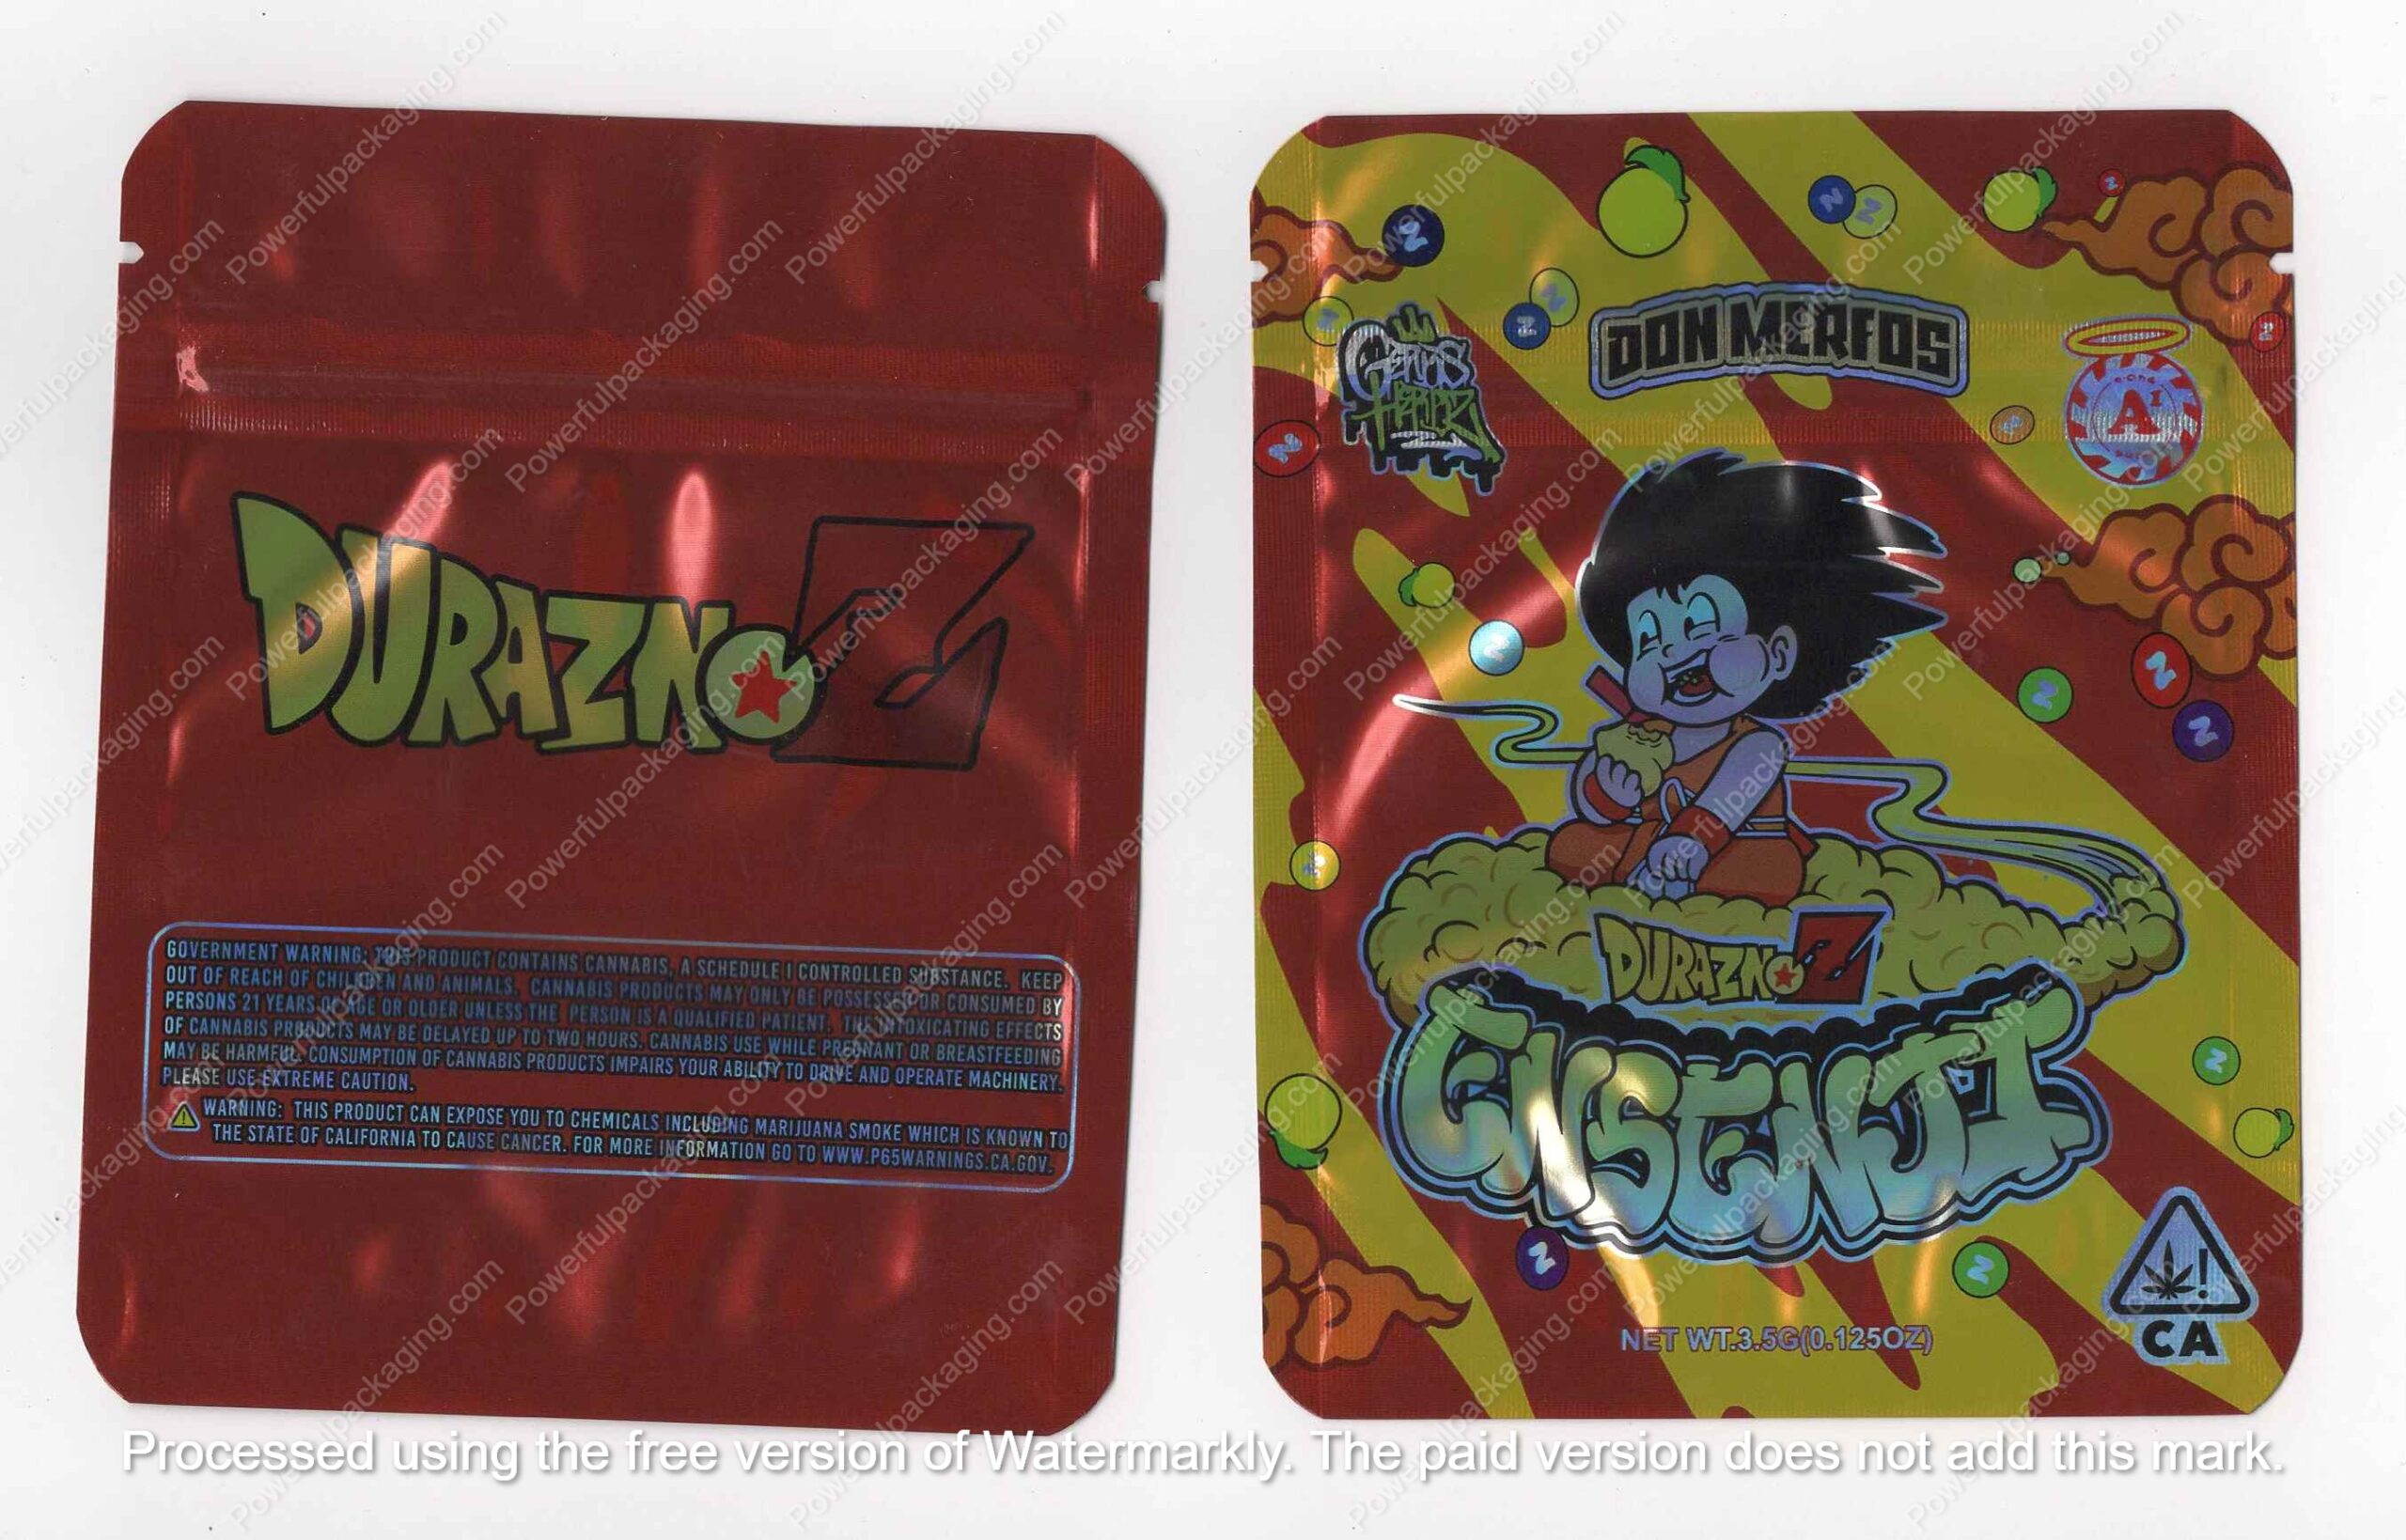 DURAZNO Z
GOVERNMENT WARNING: THIS PRODUCT CONTAINS CANNABIS, A SCHEDULE I CONTROLLED SUBSTANCE. KEEP
OUT OF REACH OF CHILDREN AND ANIMALS. CANNABIS PRODUCTS MAY ONLY BE POSSESSED OR CONSUMED BY
PERSONS 21 YEARS OF AGE OR OLDER UNLESS THE PERSON IS A QUALIFIED PATIENT. THE INTOXICATING EFFECTS
OF CANNABIS PRODUCTS MAY BE DELAYED UP TO TWO HOURS. CANNABIS USE WHILE PREGNANT OR BREASTFEEDING
MAY BE HARMFUL. CONSUMPTION OF CANNABIS PRODUCTS IMPAIRS YOUR ABILITY TO DRIVE AND OPERATE MACHINERY.
PLEASE USE EXTREME CAUTION.
WARNING: THIS PRODUCT CAN EXPOSE YOU TO CHEMICALS INCLUDING MARIJUANA SMOKE WHICH IS KNOWN TO
THE STATE OF CALIFORNIA TO CAUSE CANCER. FOR MORE INFORMATION GO TO WWW.P65WARNINGS.CA.GOV.
DON MERFOS
A
DURAZNO Z
NET WT.3.5G(0.125OZ)
!
CA
Powerfulpackaging.com
Processed using the free version of Watermarkly. The paid version does not add this mark.